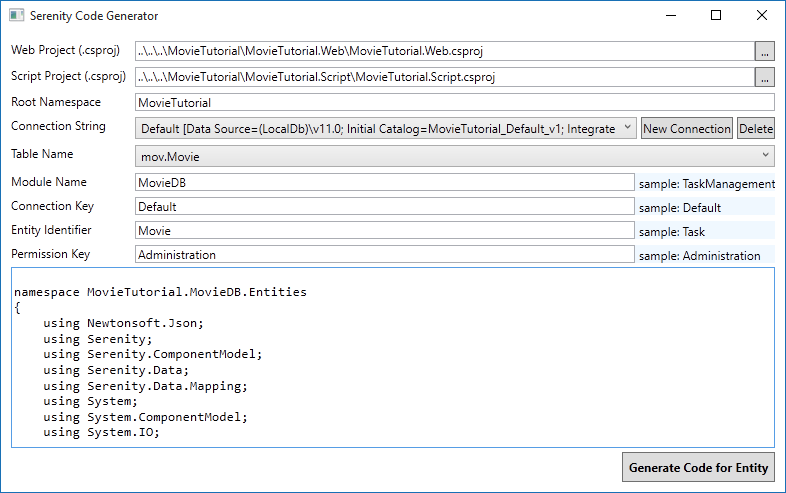 Serenity Code Generator
Web Project (.csproj) ..\..\..\MovieTutorial\MovieTutorial.Web\MovieTutorial.Web.csproj ...
Script Project (.csproj) ..\..\..\MovieTutorial\MovieTutorial.Script\MovieTutorial.Script.csproj ...
Root Namespace MovieTutorial
Connection String Default [Data Source=(LocalDb)\v11.0; Initial Catalog=MovieTutorial_Default_v1; Integrate New Connection Delete
Table Name mov.Movie
Module Name MovieDB sample: TaskManagement
Connection Key Default sample: Default
Entity Identifier Movie sample: Task
Permission Key Administration sample: Administration
namespace MovieTutorial.MovieDB.Entities
{
using Newtonsoft.Json;
using Serenity;
using Serenity.ComponentModel;
using Serenity.Data;
using Serenity.Data.Mapping;
using System;
using System.ComponentModel;
using System.IO;
Generate Code for Entity